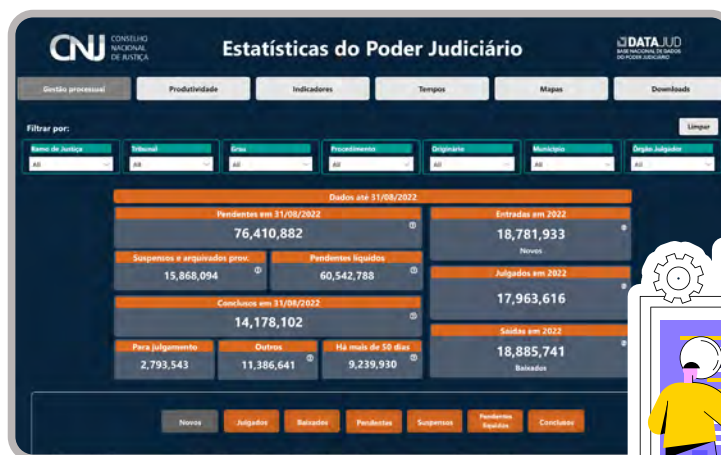 CNJ CONSELHO
NACIONAL
DE JUSTIÇA
Estatísticas do Poder Judiciário
DATAJUD
BASE NACIONAL DE DADOS
DO PODER JUDICIÁRIO
Gestão processual Produtividade Indicadores Tempos Mapas Downloads
Filtrar por: Limpar
Ramo de Justiça Tribunal Grau Procedimento Originário Município Órgão Julgador
All All All All All All All
Dados até 31/08/2022
Pendentes em 31/08/2022 Entradas em 2022
76,410,882 18,781,933
Novos
Suspensos e arquivados prov. Pendentes líquidos
15,868,094 60,542,788
Julgados em 2022
17,963,616
Conclusos em 31/08/2022
14,178,102
Saídas em 2022
18,885,741
Baixados
Para julgamento Outros Há mais de 50 dias
2,793,543 11,386,641 9,239,930
Novos Julgados Baixados Pendentes Suspensos Pendentes líquidos Conclusos